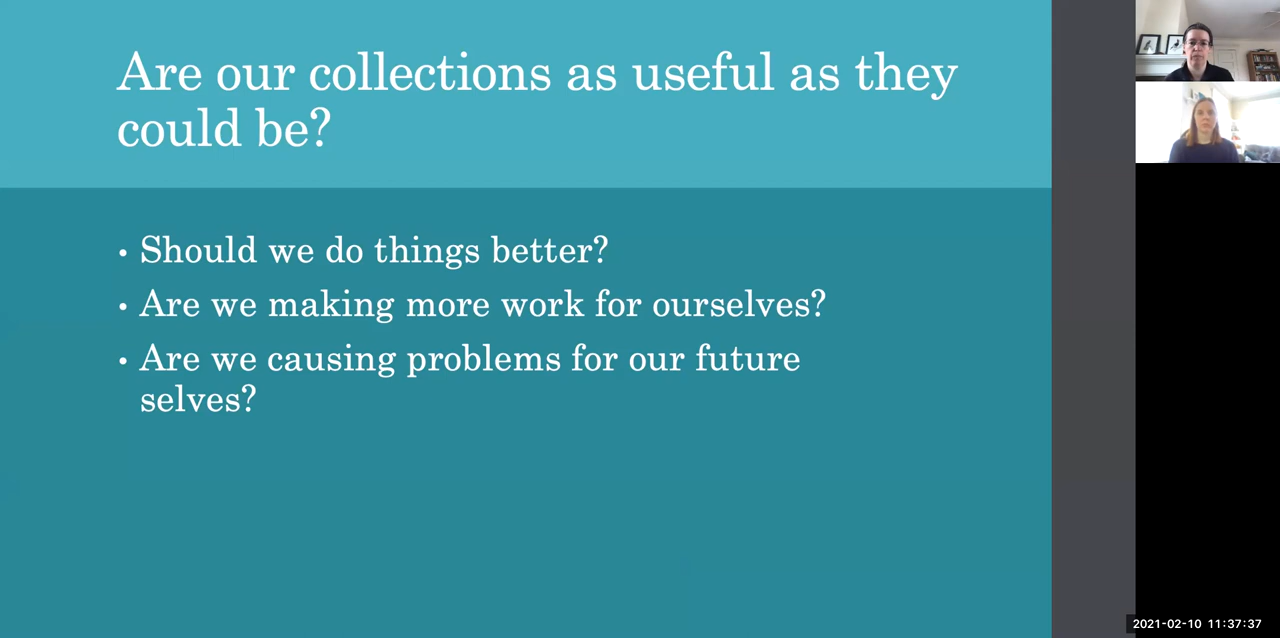 Are our collections as useful as they
could be?
• Should we do things better?
• Are we making more work for ourselves?
• Are we causing problems for our future
selves?
2021-02-10 11:37:37